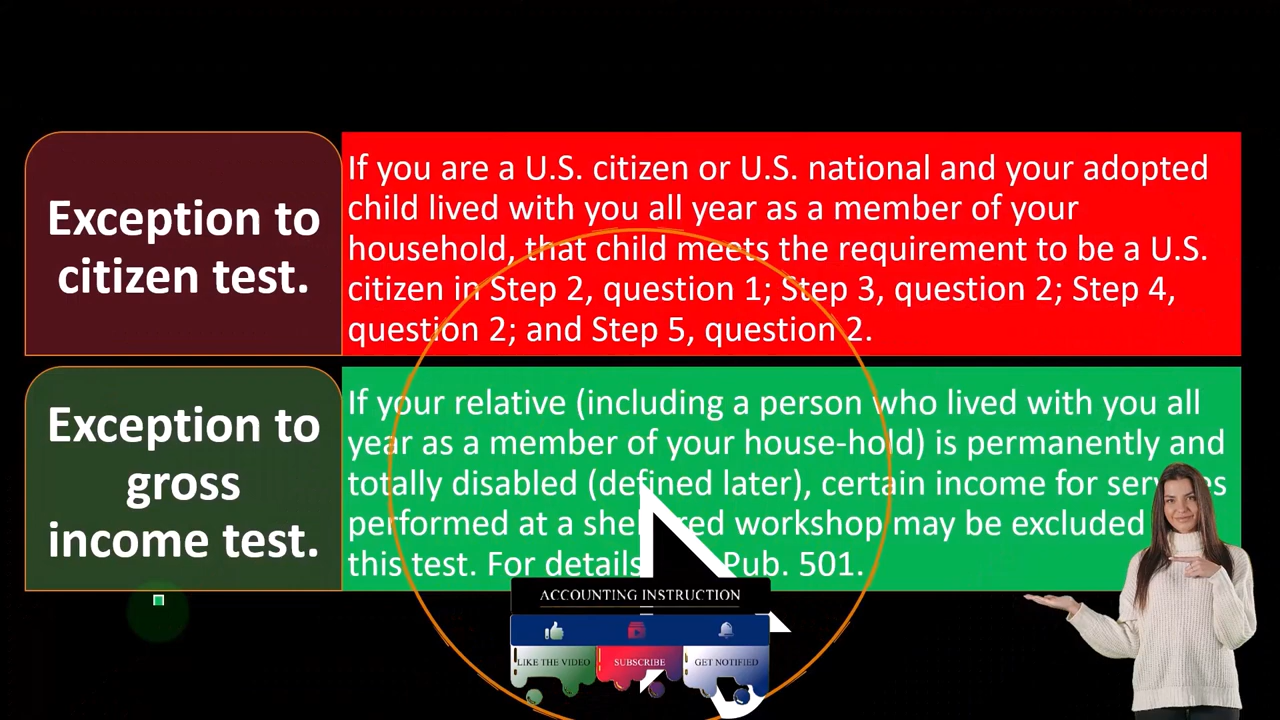 Exception to
citizen test.
If you are a U.S. citizen or U.S. national and your adopted
child lived with you all year as a member of your
household, that child meets the requirement to be a U.S.
citizen in Step 2, question 1; Step 3, question 2; Step 4,
question 2; and Step 5, question 2.
Exception to
gross
income test.
If your relative (including a person who lived with you all
year as a member of your house-hold) is permanently and
totally disabled (defined later), certain income for services
performed at a sheltered workshop may be excluded
this test. For details Pub. 501.
ACCOUNTING INSTRUCTION
LIKE THE VIDEO
SUBSCRIBE
GET NOTIFIED